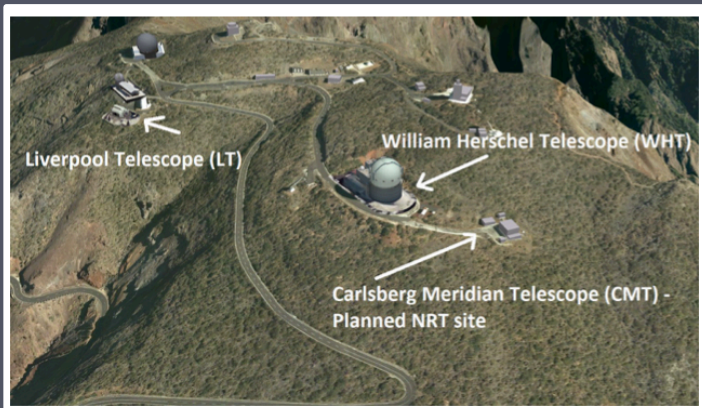 William Herschel Telescope (WHT)
Liverpool Telescope (LT)
Carlsberg Meridian Telescope (CMT) -
Planned NRT site